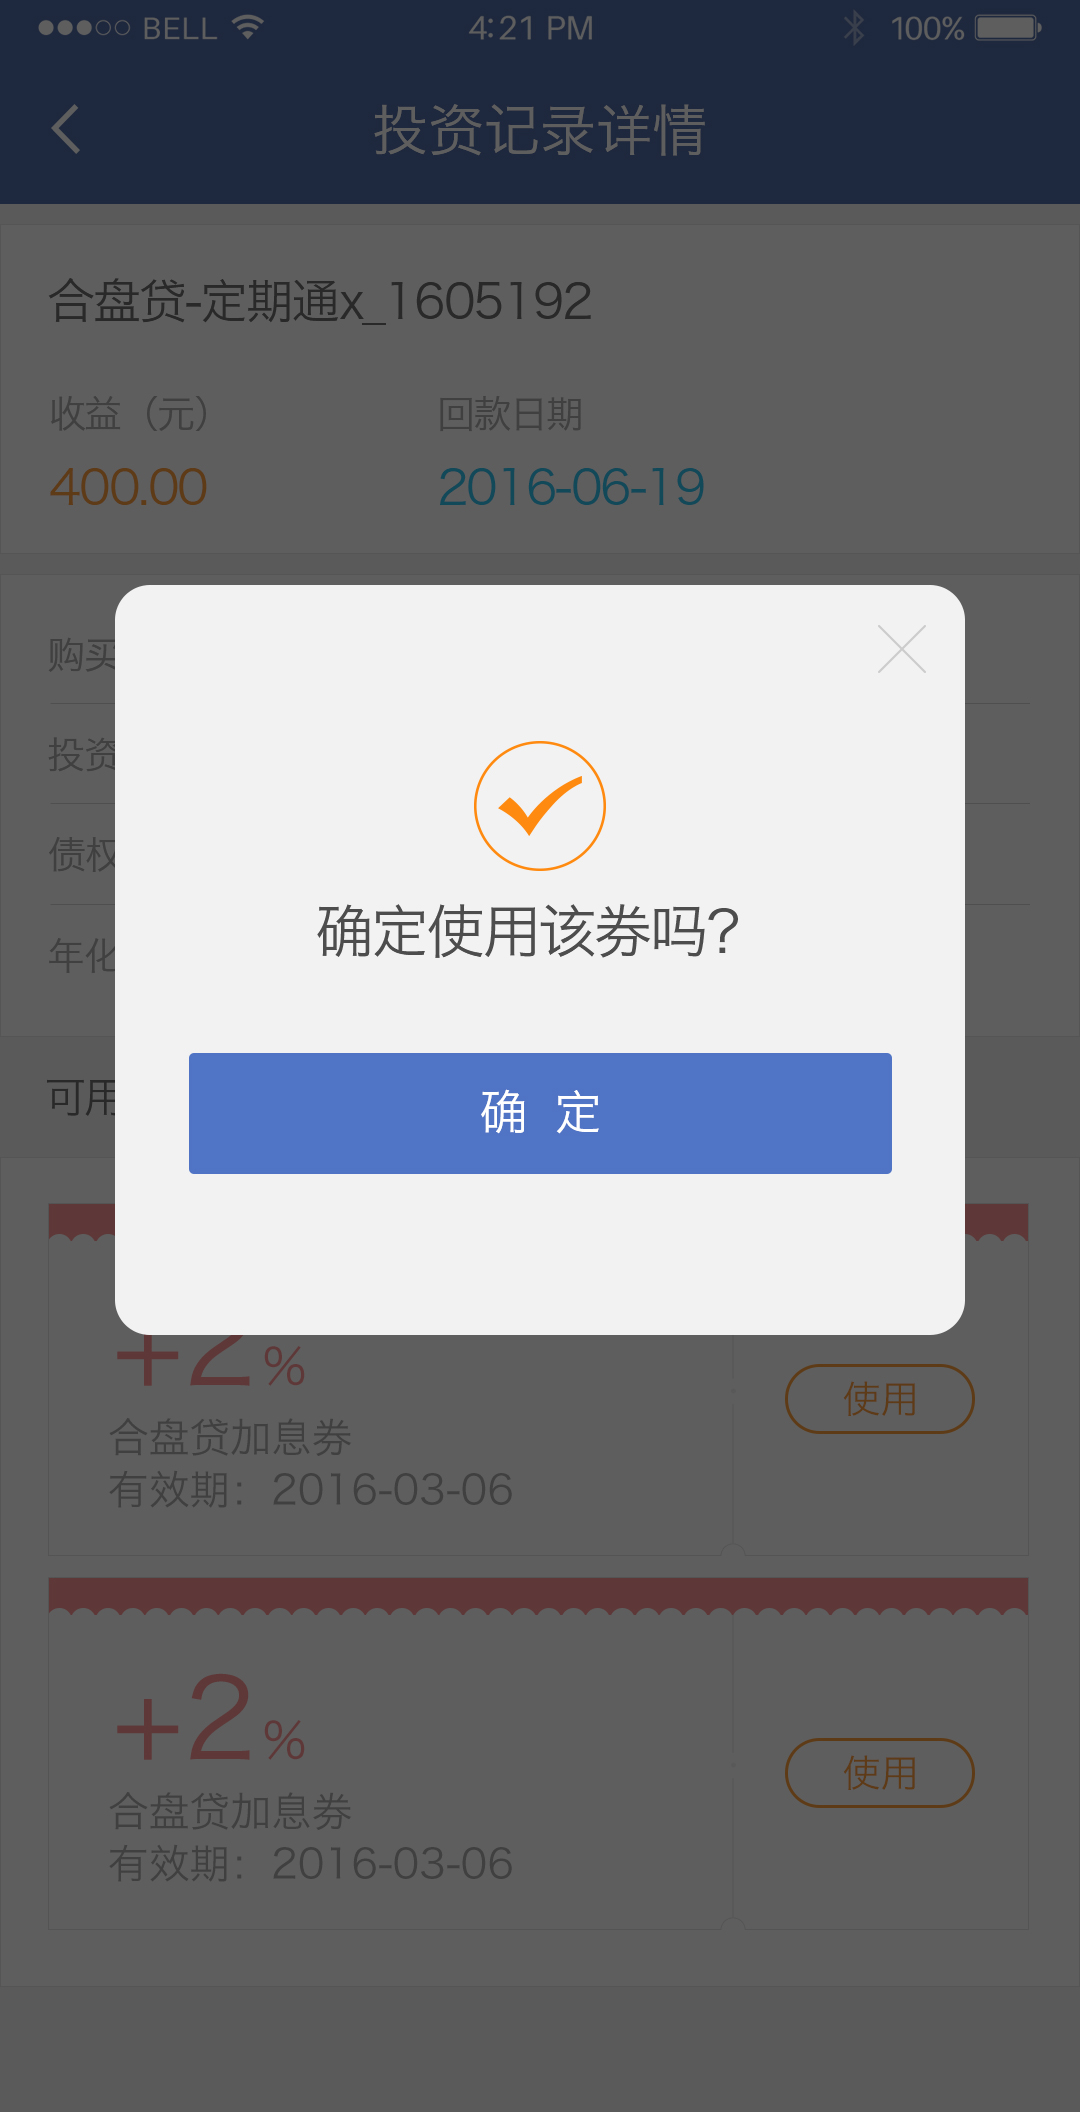 BELL 4:21 PM 100%
投资记录详情
合盘贷-定期通x_1605192
收益（元） 回款日期
400.00 2016-06-19
购买
投资
债权
年化
确定使用该券吗?
确 定
可用
+2% 使用
合盘贷加息券
有效期：2016-03-06
+2% 使用
合盘贷加息券
有效期：2016-03-06